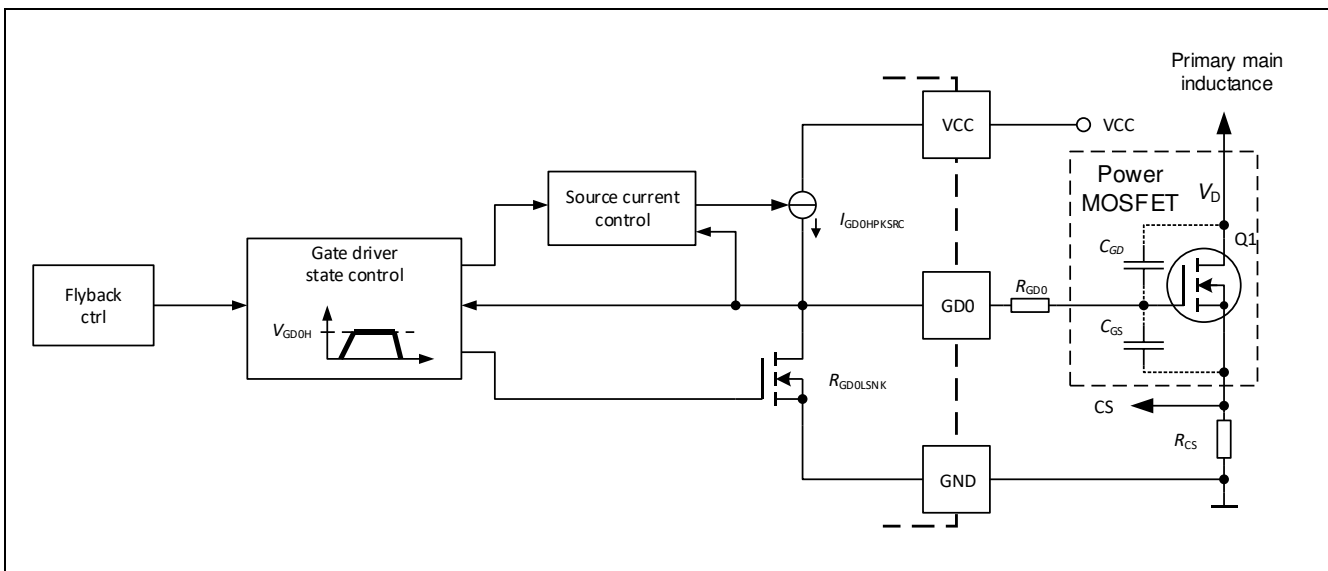 Primary main
inductance
VCC
VCC
Power
MOSFET
VD
Source current
control
IGD0HPKSRC
Q1
CGD
Gate driver
state control
Flyback
ctrl
VGD0H
GD0
RGD0
CGS
RGD0LSNK
CS
RCS
GND